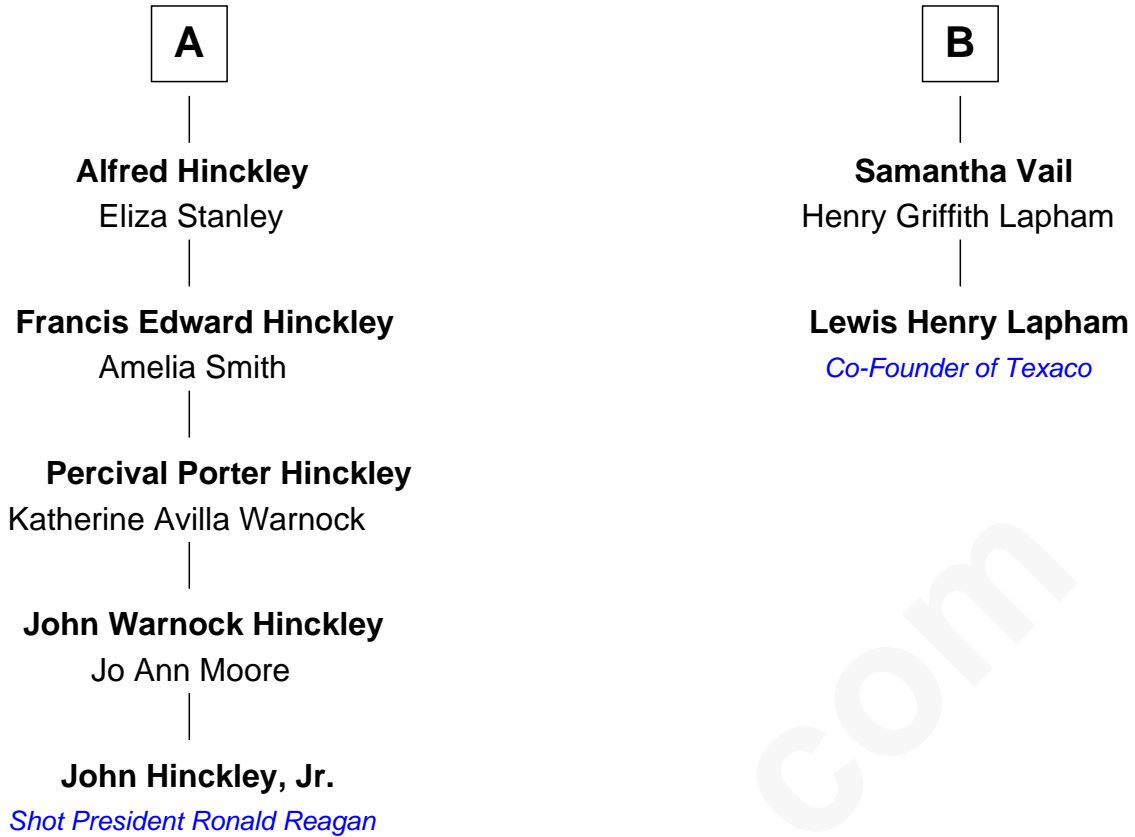 A
Alfred Hinckley
Eliza Stanley
Francis Edward Hinckley
Amelia Smith
Percival Porter Hinckley
Katherine Avilla Warnock
John Warnock Hinckley
Jo Ann Moore
John Hinckley, Jr.
Shot President Ronald Reagan
B
Samantha Vail
Henry Griffith Lapham
Lewis Henry Lapham
Co-Founder of Texaco
com